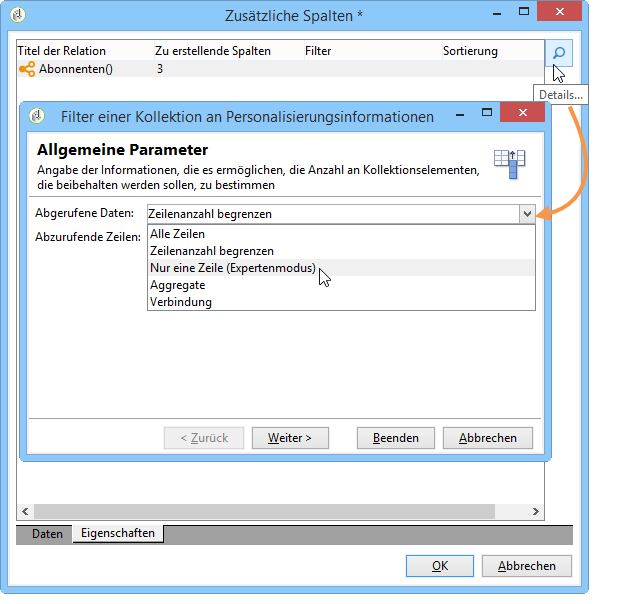 Zusätzliche Spalten *
Titel der Relation Zu erstellende Spalten Filter Sortierung
Abonnenten() 3
Details...
Filter einer Kollektion an Personalisierungsinformationen
Allgemeine Parameter
Angabe der Informationen, die es ermöglichen, die Anzahl an Kollektionselementen,
die beibehalten werden sollen, zu bestimmen
Abgerufene Daten: Zeilenanzahl begrenzen
Abzurufende Zeilen:
Alle Zeilen
Zeilenanzahl begrenzen
Nur eine Zeile (Expertenmodus)
Aggregate
Verbindung
< Zurück Weiter > Beenden Abbrechen
Daten Eigenschaften
OK Abbrechen